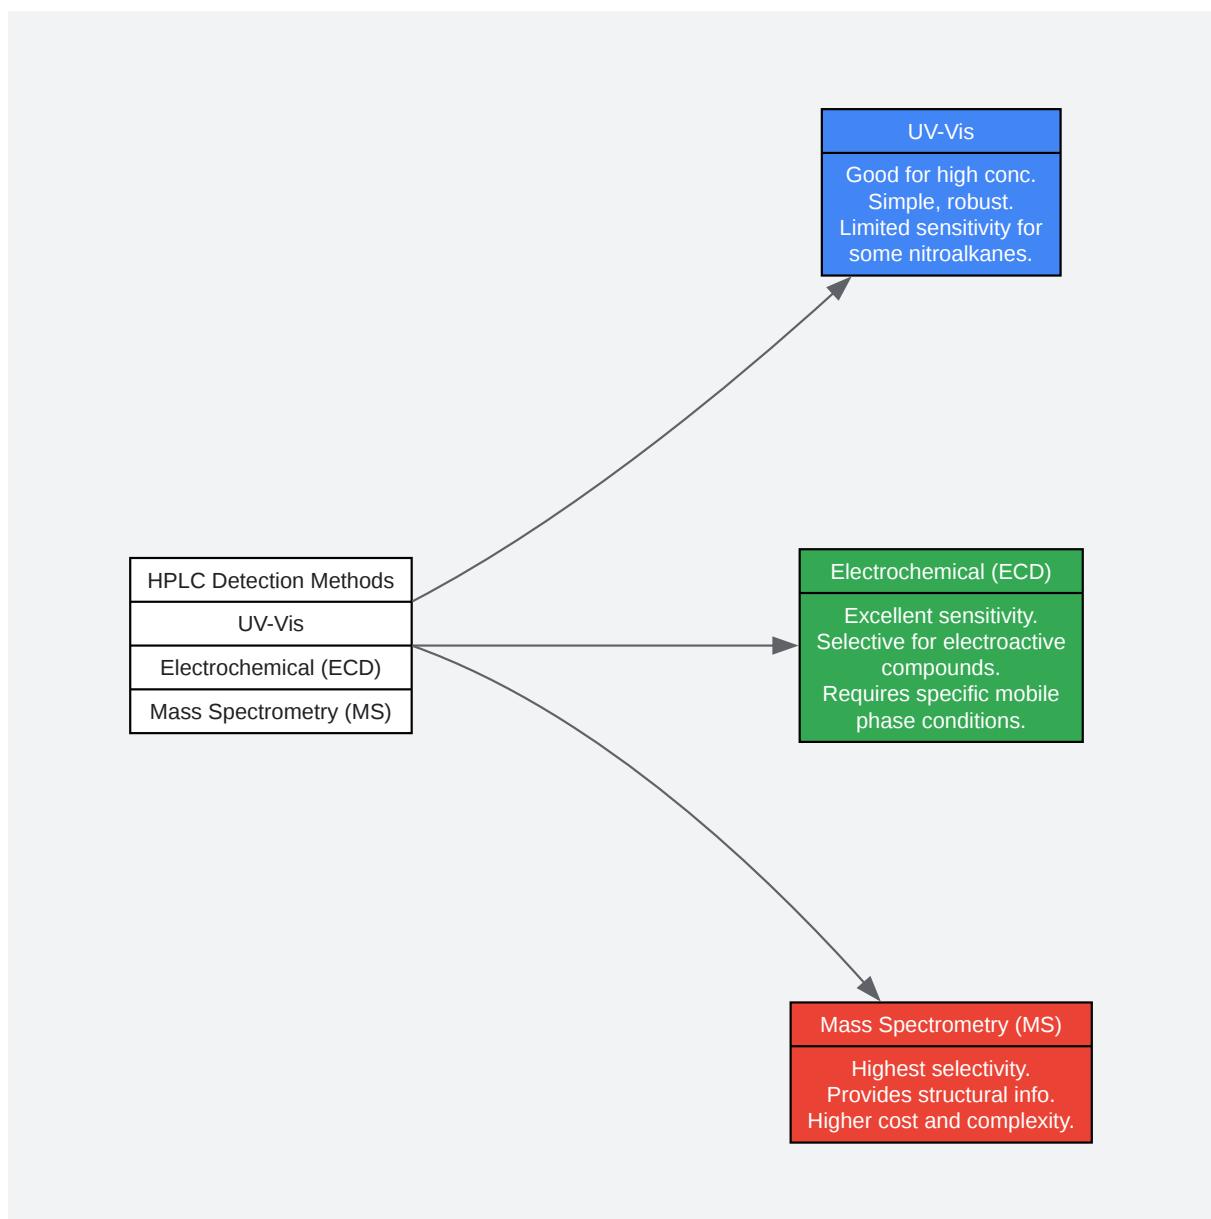 HPLC Detection Methods
UV-Vis
Electrochemical (ECD)
Mass Spectrometry (MS)
UV-Vis
Good for high conc.
Simple, robust.
Limited sensitivity for
some nitroalkanes.
Electrochemical (ECD)
Excellent sensitivity.
Selective for electroactive
compounds.
Requires specific mobile
phase conditions.
Mass Spectrometry (MS)
Highest selectivity.
Provides structural info.
Higher cost and complexity.